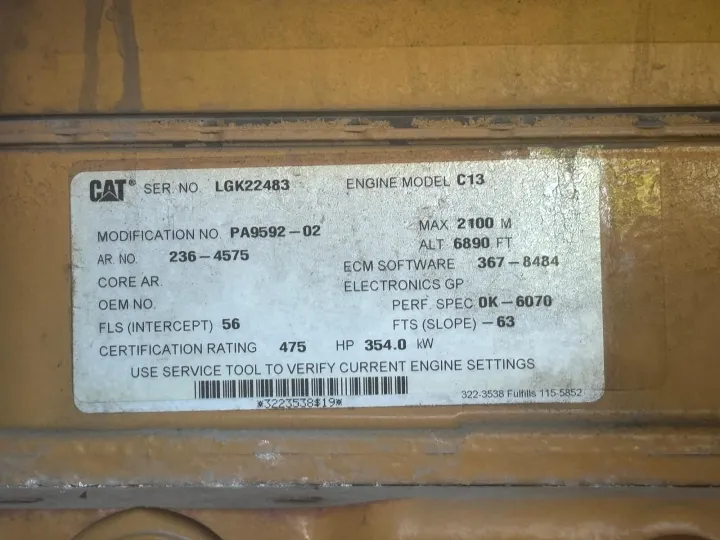 CAT® SER. NO. LGK22483 ENGINE MODEL C13
MODIFICATION NO. PA9592-02 MAX 2100 M
AR. NO. 236-4575 ALT 6890 FT
CORE AR. ECM SOFTWARE 367-8484
OEM NO. ELECTRONICS GP
PERF. SPEC 0K-6070
FLS (INTERCEPT) 56 FTS (SLOPE) -63
CERTIFICATION RATING 475 HP 354.0 kW
USE SERVICE TOOL TO VERIFY CURRENT ENGINE SETTINGS
*3223538$19* 322-3538 Fulfills 115-5852